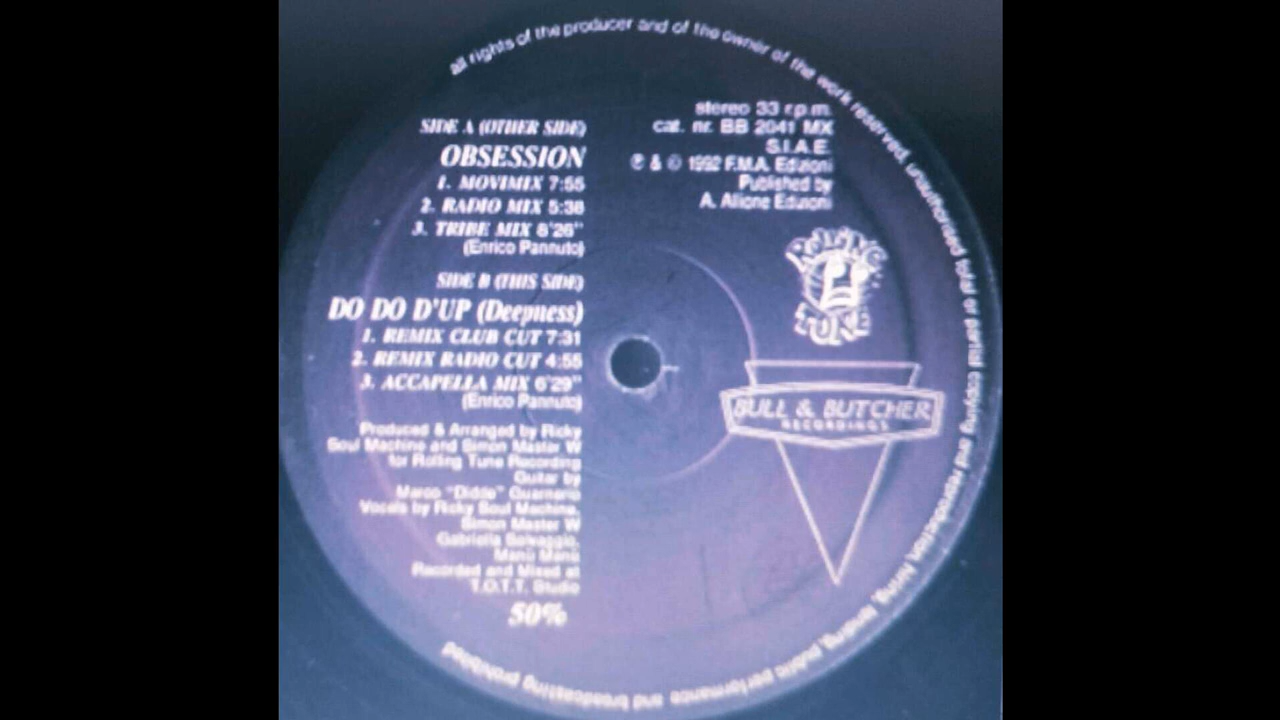 all rights of the producer and of the owner of the work reserved. unauthorised total or partial copying and reproduction, hiring, lending, public performance and broadcasting prohibited
SIDE A (OTHER SIDE)
OBSESSION
1. MOVIMIX 7:55
2. RADIO MIX 5:38
3. TRIBE MIX 8'26"
(Enrico Pannuto)
SIDE B (THIS SIDE)
DO DO D'UP (Deepness)
1. REMIX CLUB CUT 7:31
2. REMIX RADIO CUT 4:55
3. ACCAPELLA MIX 6'29"
(Enrico Pannuto)
Produced & Arranged by Ricky
Soul Machine and Simon Master W
for Rolling Tune Recording
Guitar by
Marco "Diddo" Guarnerio
Vocals by Ricky Soul Machine,
Simon Master W
Gabriella Selvaggio,
Manù Manù
Recorded and Mixed at
T.O.T.T. Studio
50%
stereo 33 r.p.m.
cat. nr. BB 2041 MX
S.I.A.E.
℗ & © 1992 F.M.A. Edizioni
Published by
A. Allione Edizioni
ROLLING
TUNE
BULL & BUTCHER
RECORDINGS